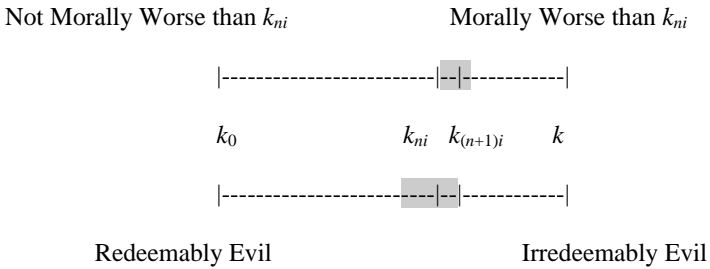 Not Morally Worse than kni Morally Worse than kni
|-----------------------|--|-----------|
k0 kni k(n+1)i k
|-----------------------|--|-----------|
Redeemably Evil Irredeemably Evil